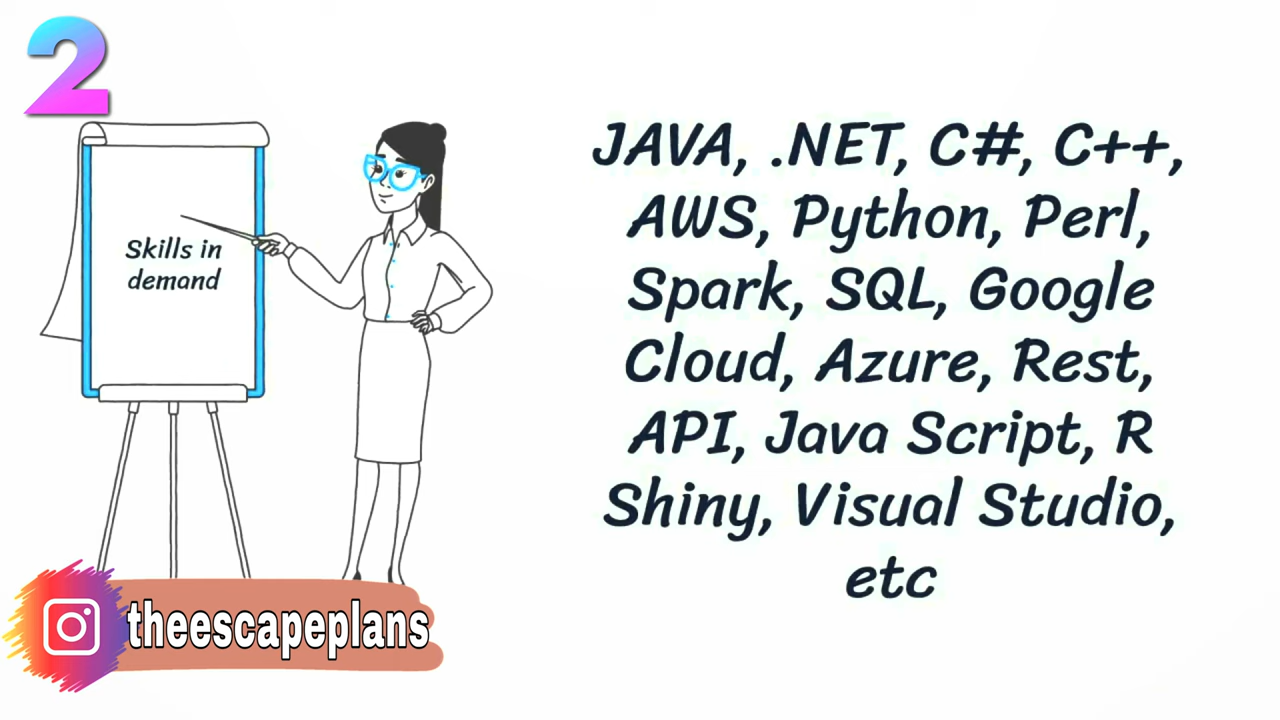 2
Skills in
demand
JAVA, .NET, C#, C++,
AWS, Python, Perl,
Spark, SQL, Google
Cloud, Azure, Rest,
API, Java Script, R
Shiny, Visual Studio,
etc
theescapeplans